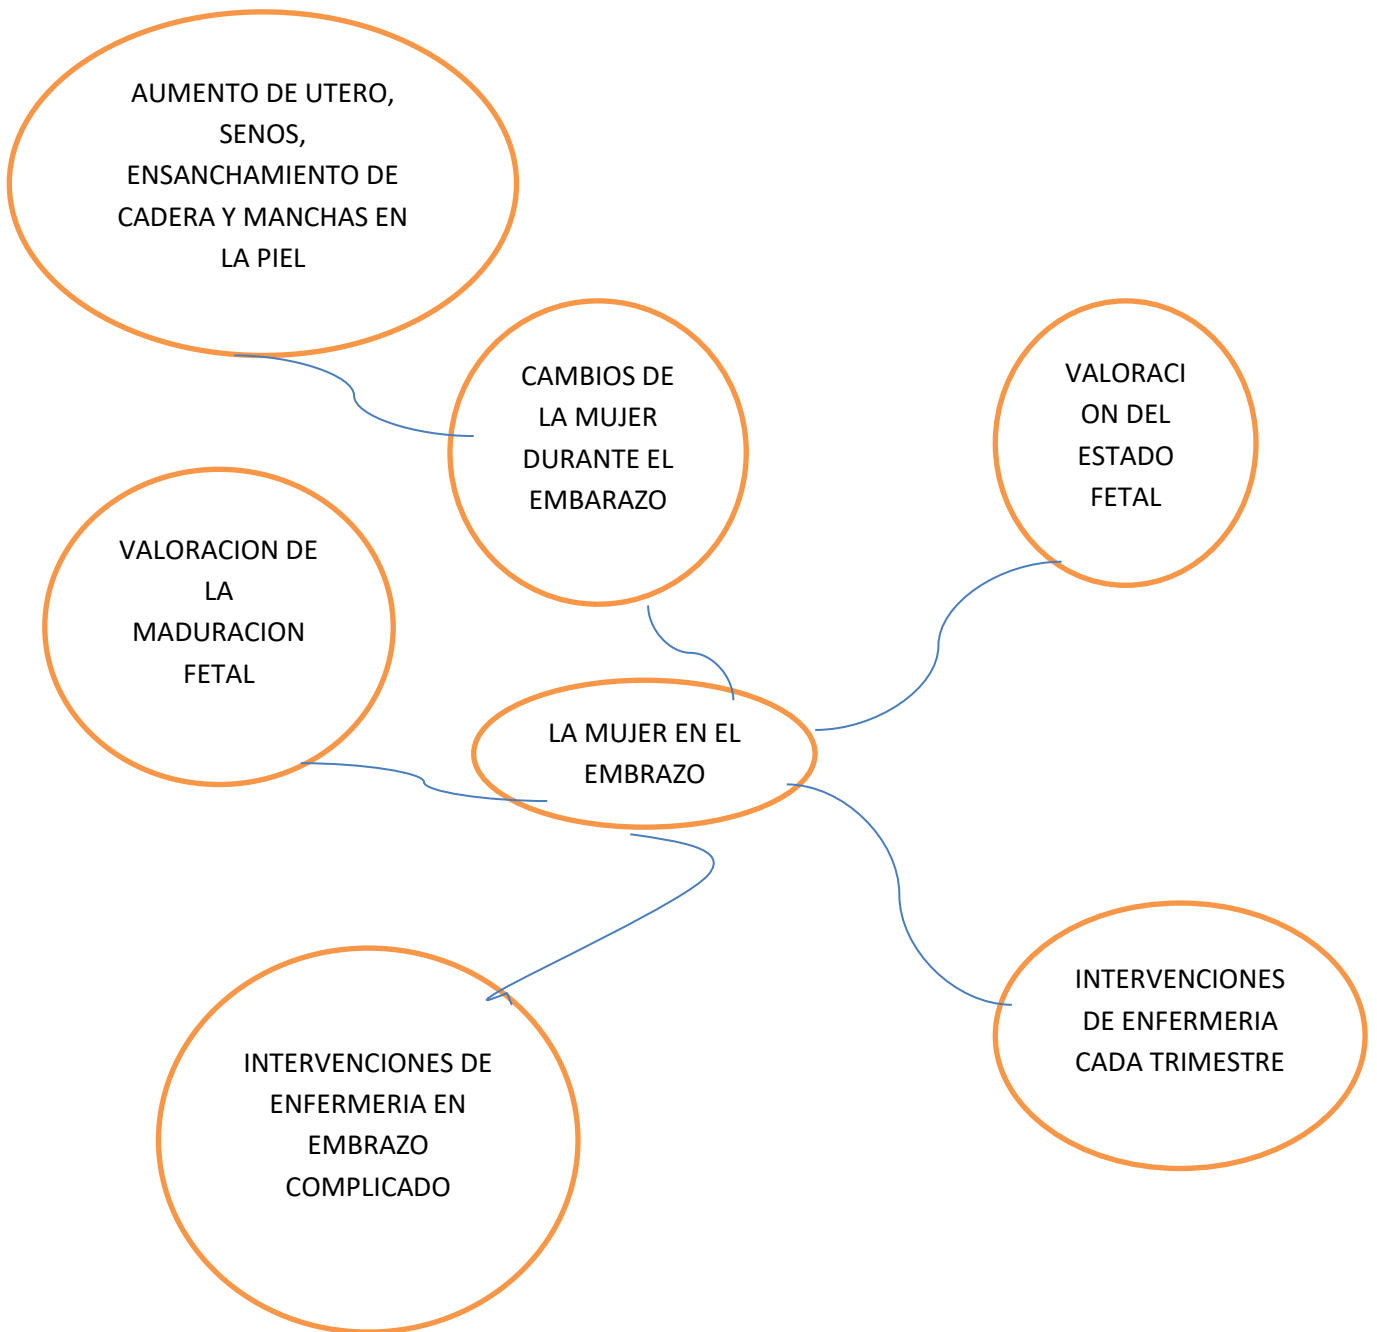 AUMENTO DE UTERO,
SENOS,
ENSANCHAMIENTO DE
CADERA Y MANCHAS EN
LA PIEL
CAMBIOS DE
LA MUJER
DURANTE EL
EMBARAZO
VALORACI
ON DEL
ESTADO
FETAL
VALORACION DE
LA
MADURACION
FETAL
LA MUJER EN EL
EMBRAZO
INTERVENCIONES
DE ENFERMERIA
CADA TRIMESTRE
INTERVENCIONES DE
ENFERMERIA EN
EMBRAZO
COMPLICADO